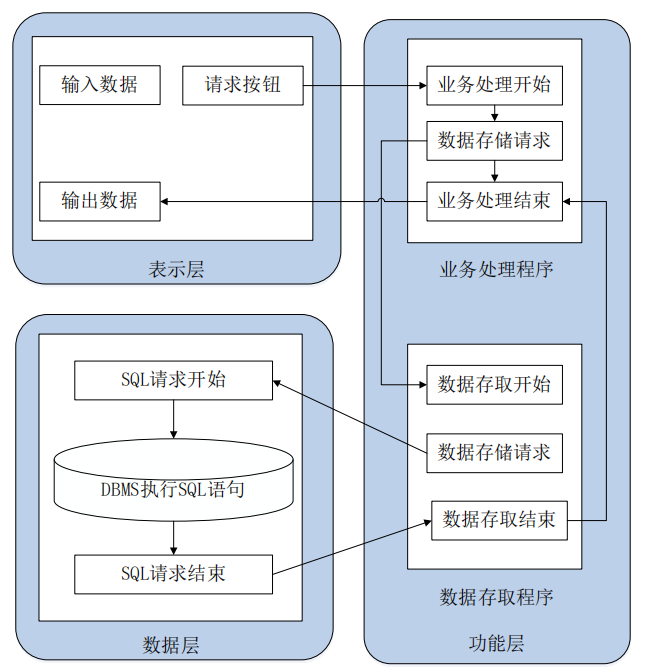 输入数据
请求按钮
输出数据
表示层
业务处理开始
数据存储请求
业务处理结束
业务处理程序
SQL请求开始
DBMS执行SQL语句
SQL请求结束
数据层
数据存取开始
数据存储请求
数据存取结束
数据存取程序
功能层